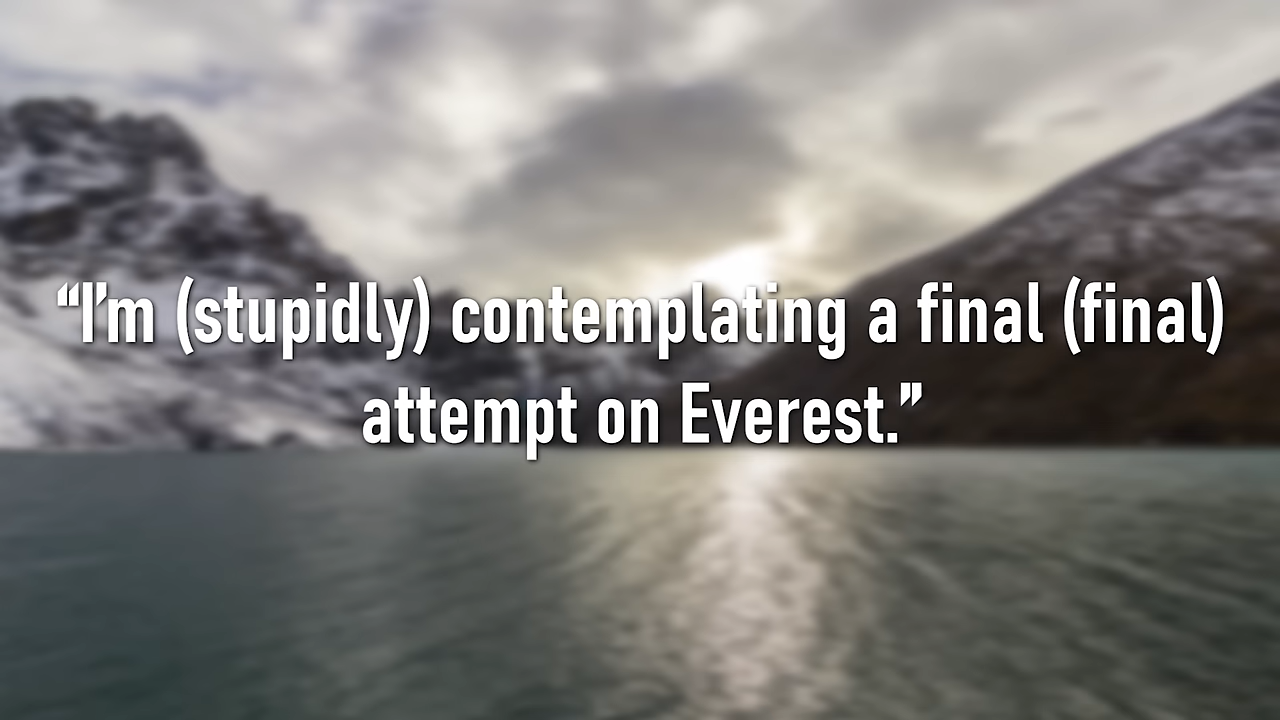 “I’m (stupidly) contemplating a final (final)
attempt on Everest.”